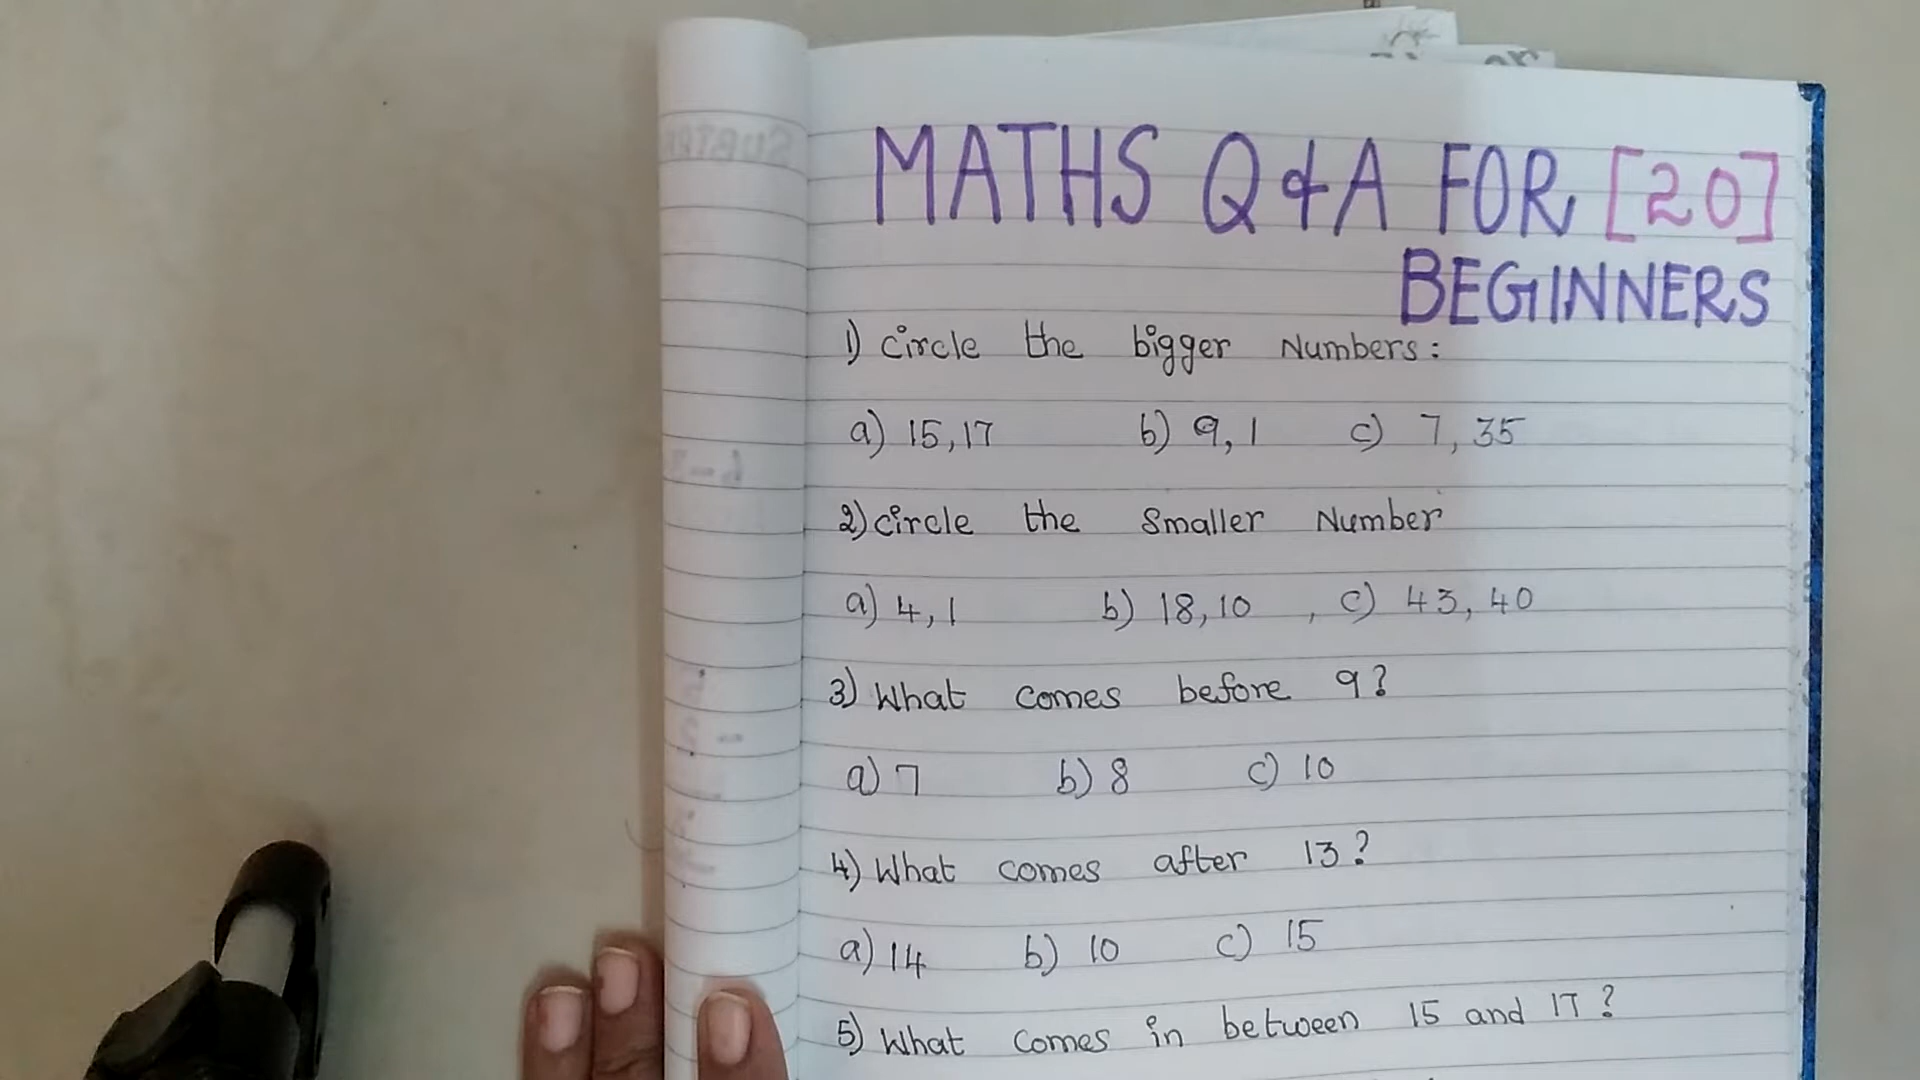 MATHS Q & A FOR [20]
BEGINNERS
1) circle the bigger Numbers:
a) 15,17 b) 9,1 c) 7, 35
2) circle the Smaller Number
a) 4,1 b) 18,10 , c) 43, 40
3) What comes before 9?
a) 7 b) 8 c) 10
4) What comes after 13?
a) 14 b) 10 c) 15
5) What comes in between 15 and 17?